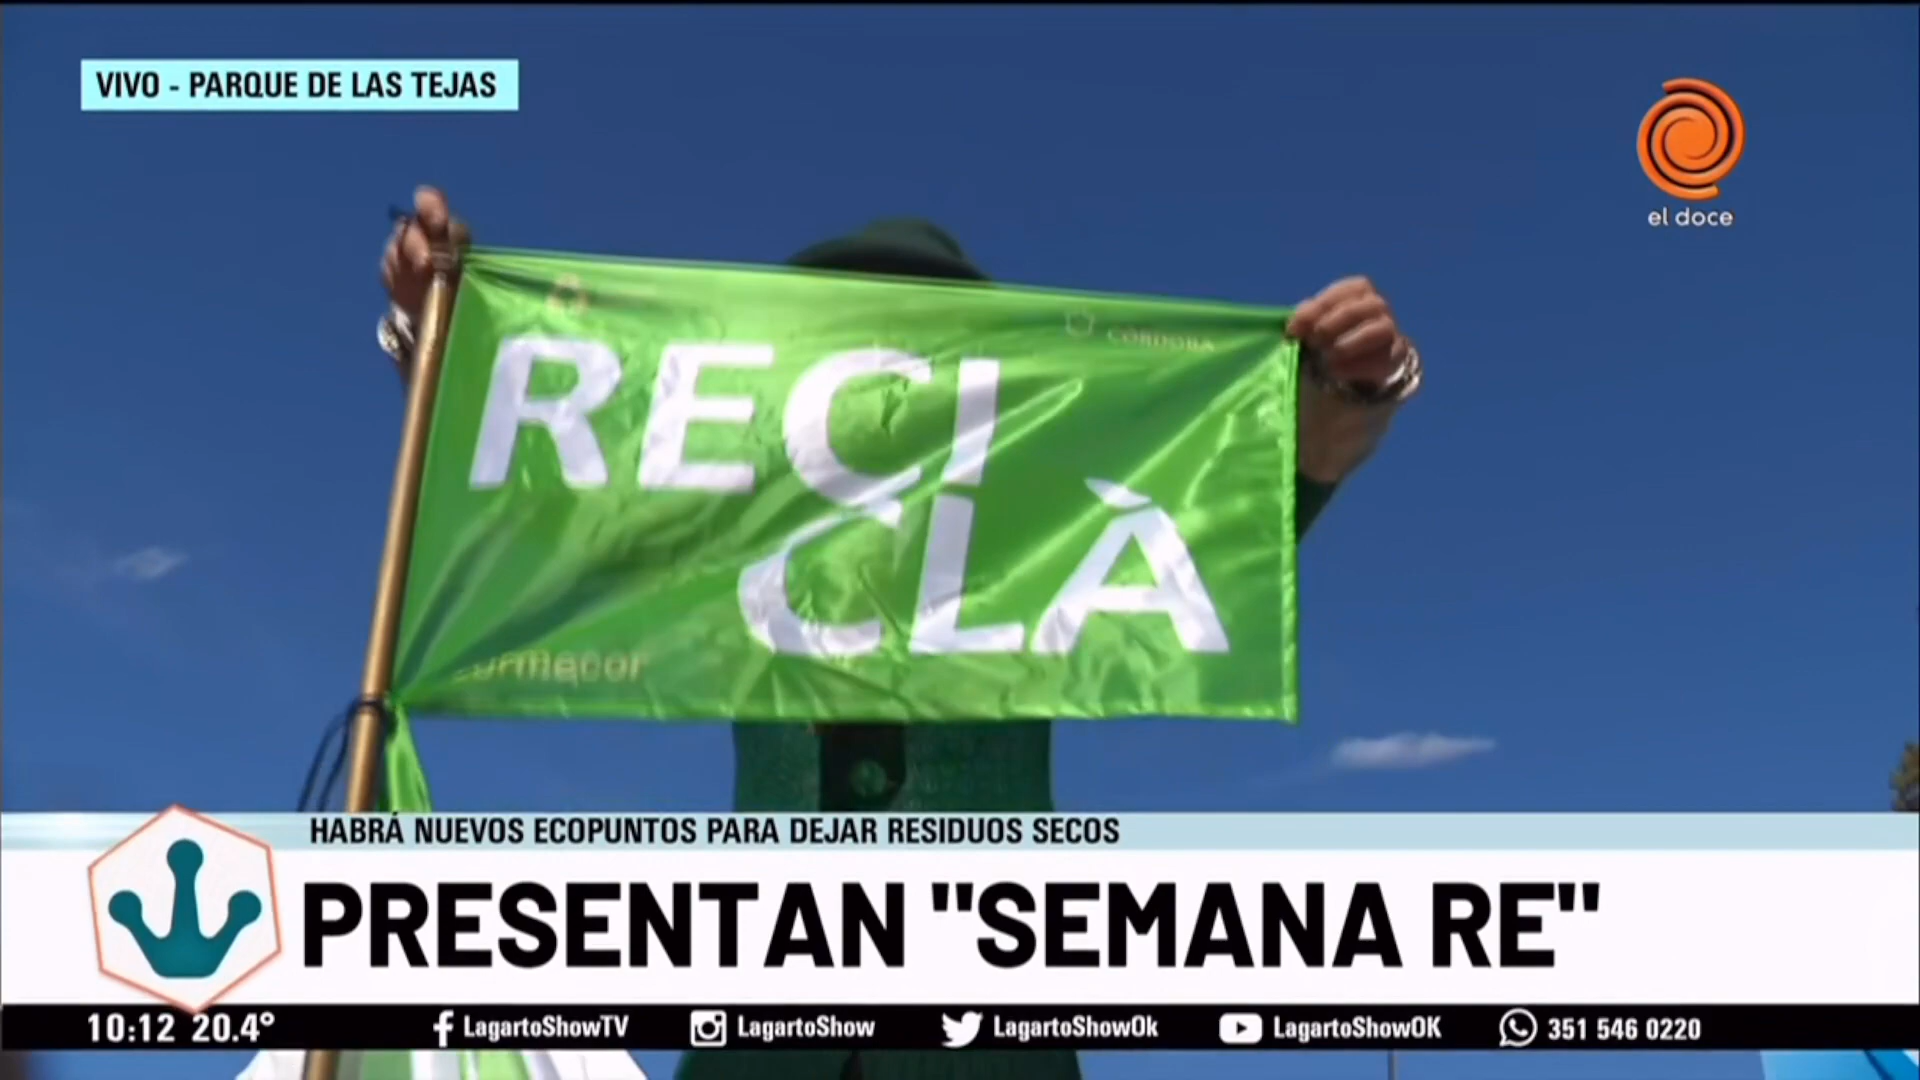 VIVO - PARQUE DE LAS TEJAS
el doce
CÓRDOBA
RECI
CLÀ
HABRÁ NUEVOS ECOPUNTOS PARA DEJAR RESIDUOS SECOS
PRESENTAN "SEMANA RE"
10:12 20.4° LagartoShowTV LagartoShow LagartoShowOk LagartoShowOK 351 546 0220